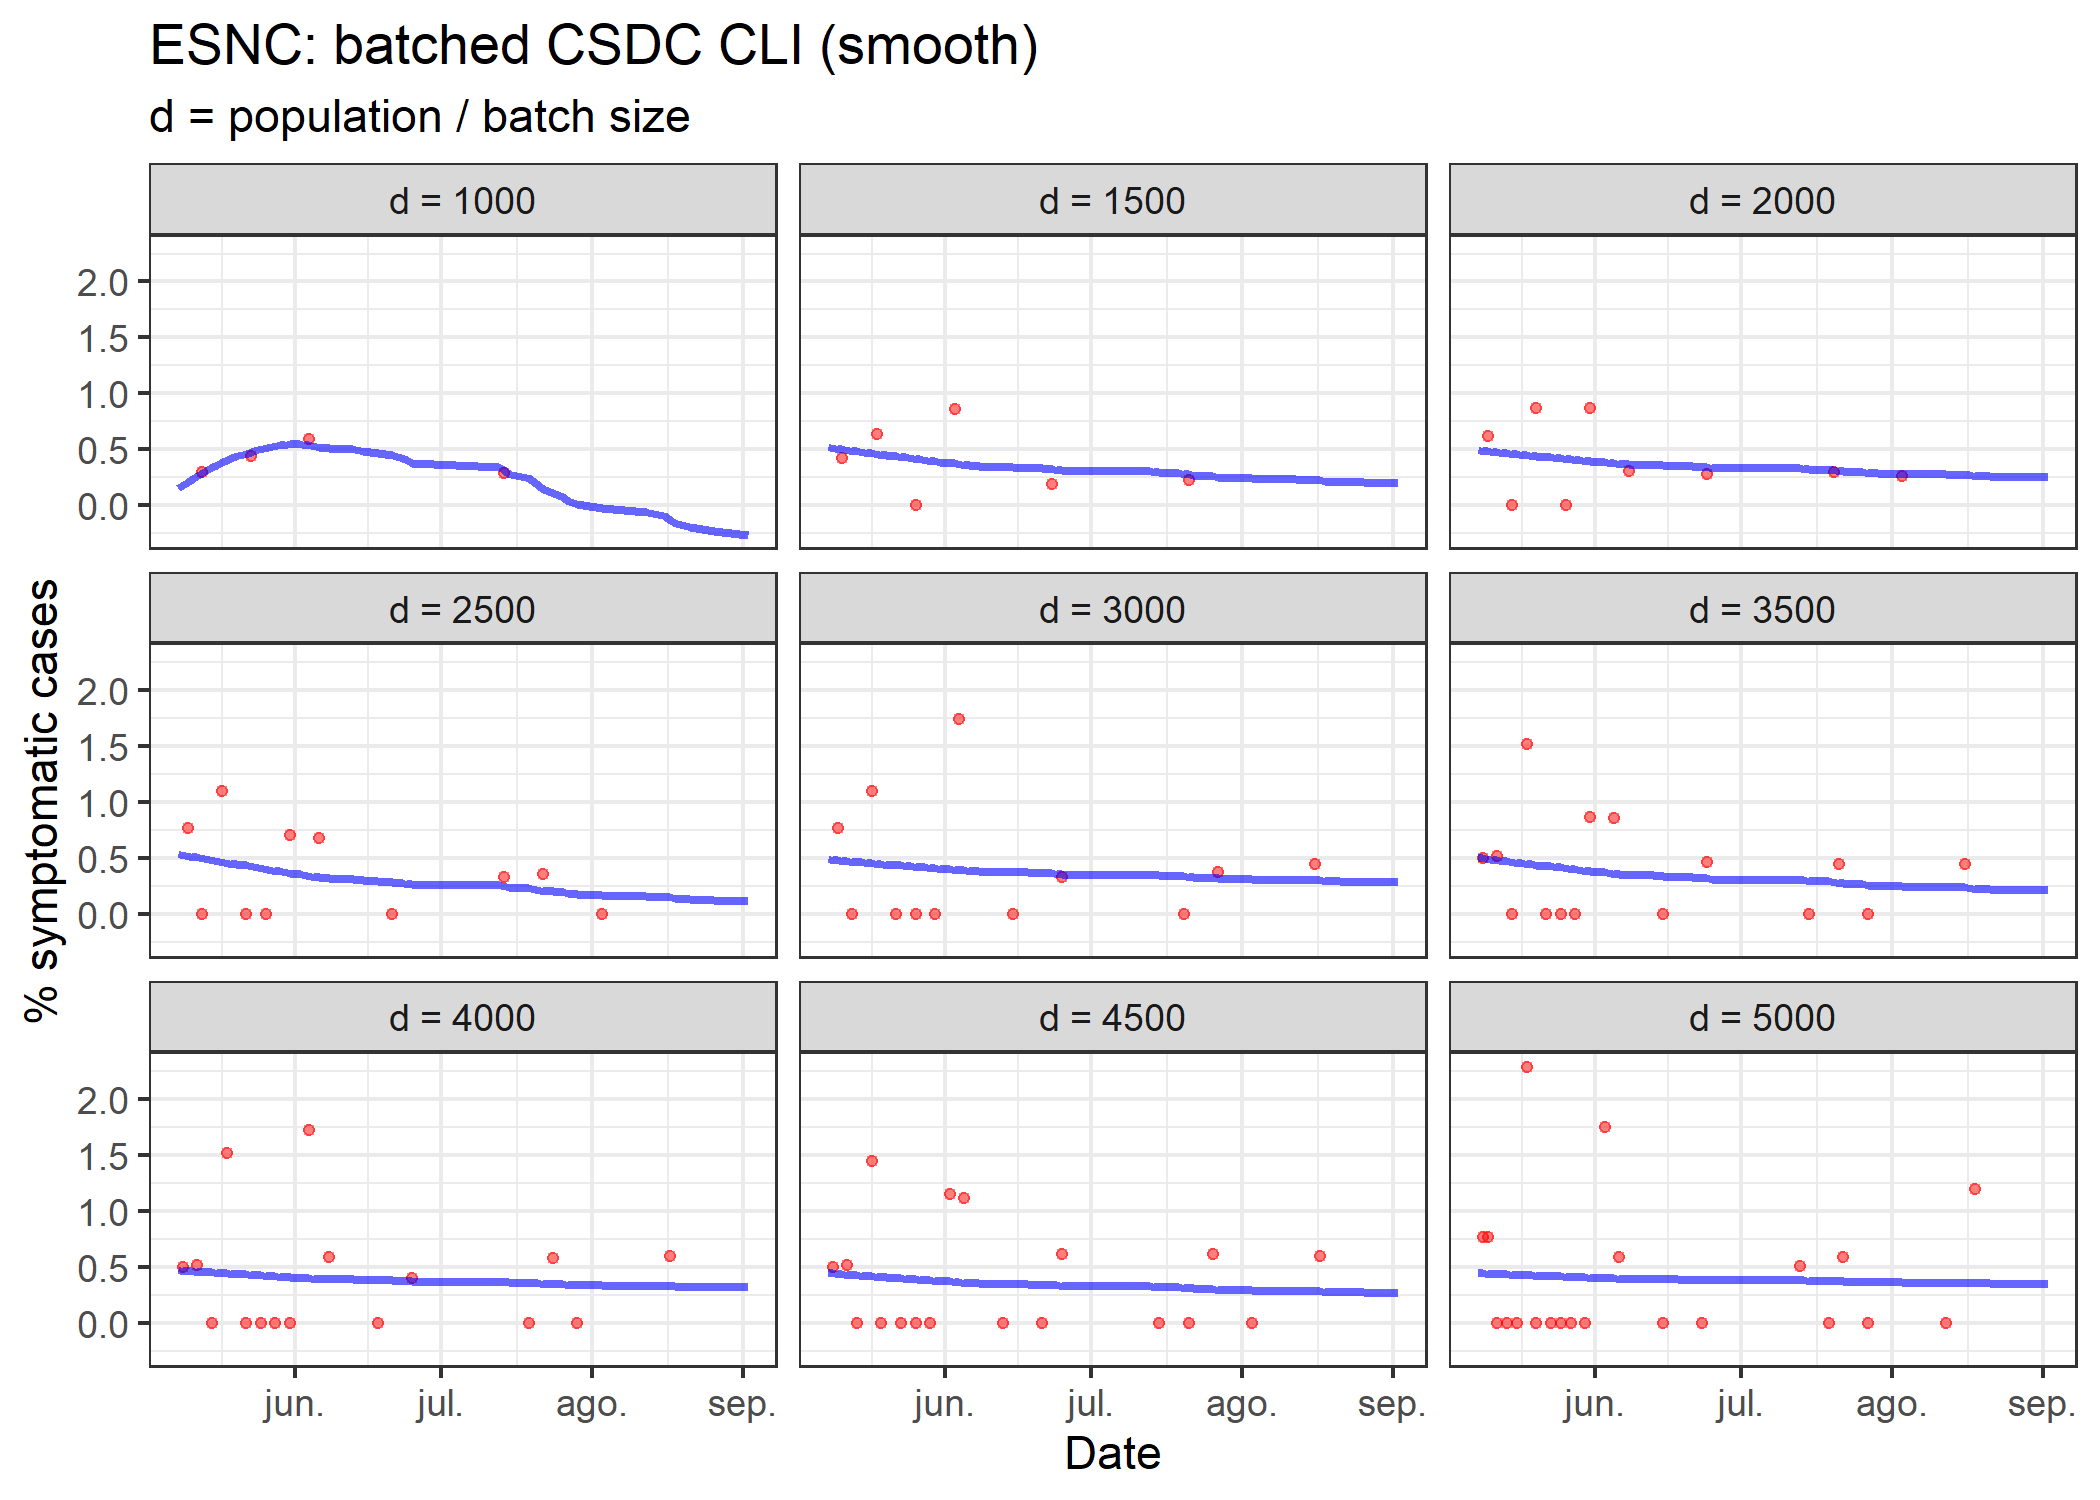 ESNC: batched CSDC CLI (smooth)
d = population / batch size
d = 1000
d = 1500
d = 2000
2.0
1.5
1.0
0.5
0.0
d = 2500
d = 3000
d = 3500
2.0
1.5
1.0
0.5
0.0
% symptomatic cases
d = 4000
d = 4500
d = 5000
2.0
1.5
1.0
0.5
0.0
jun. jul. ago. sep.
jun. jul. ago. sep.
jun. jul. ago. sep.
Date